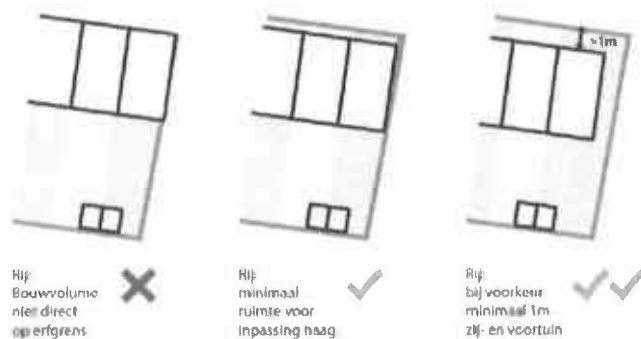 >1m
Rij:
Bouwvolume
niet direct
op erfgrens
Rij:
minimaal
ruimte voor
inpassing haag
Rij:
bij voorkeur
minimaal 1m
zij- en voortuin